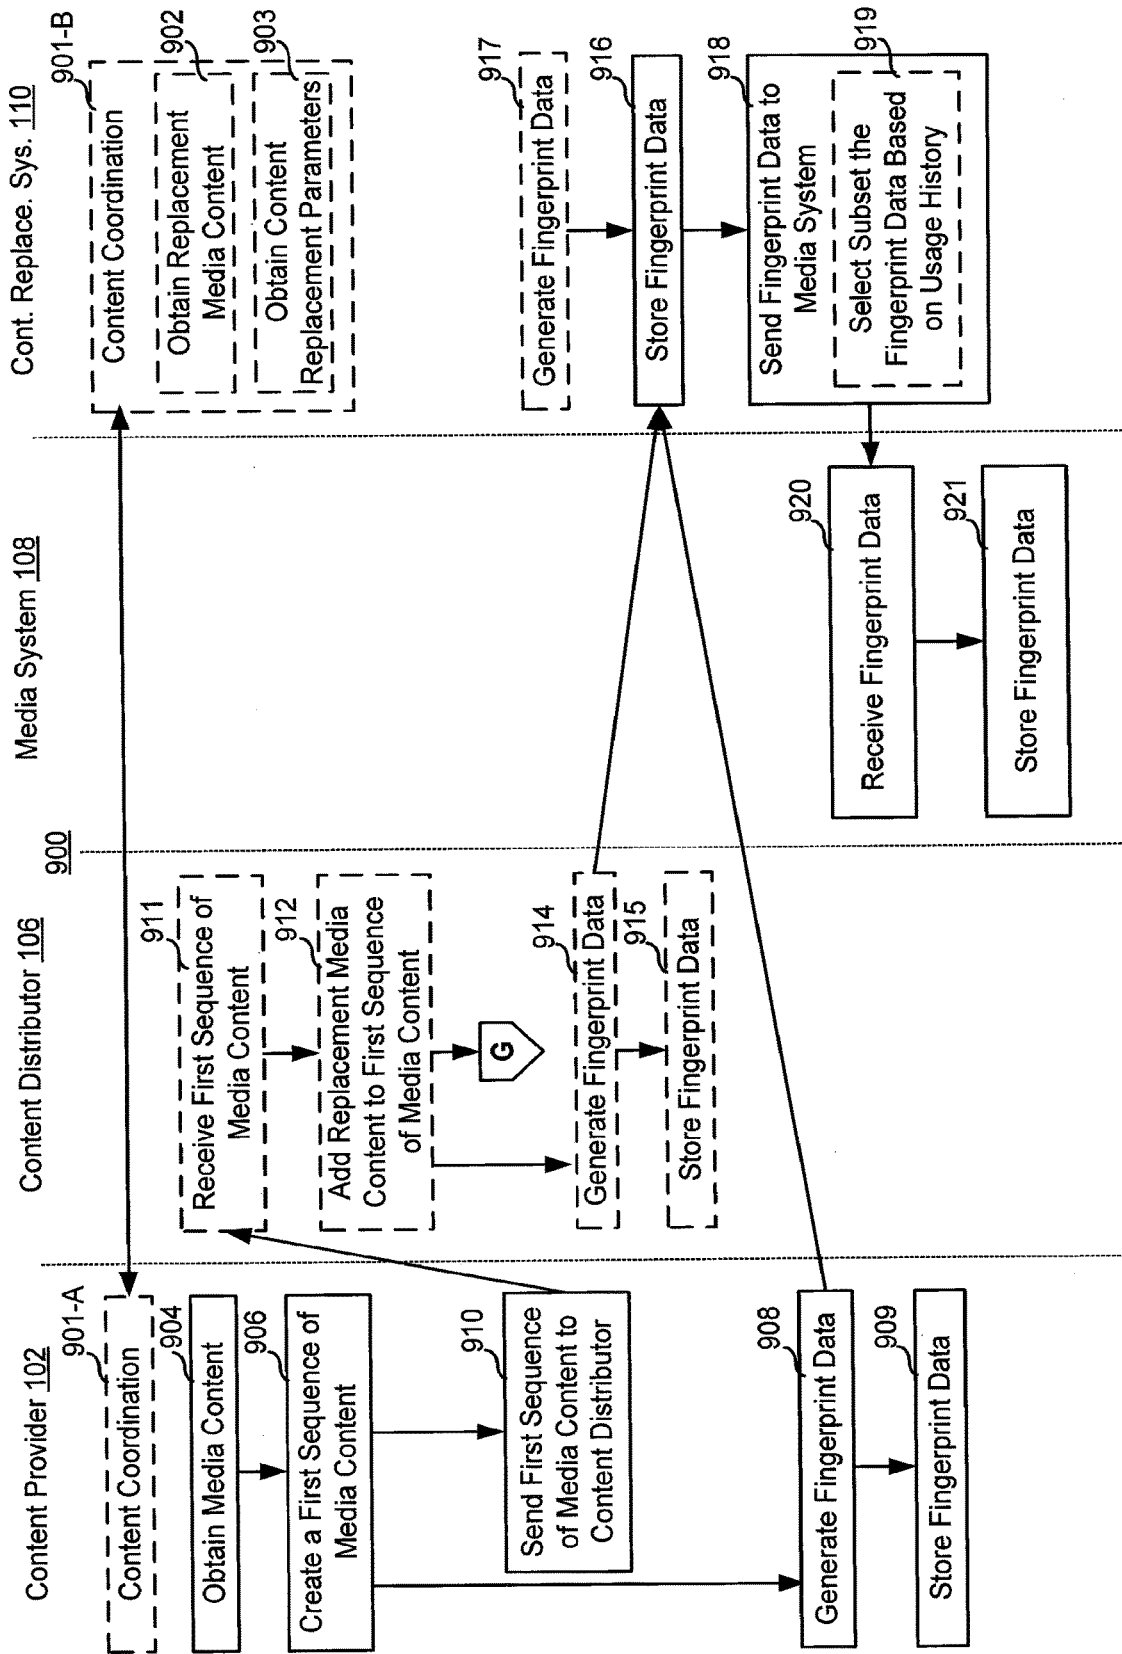 900
Content Provider 102
901-A
Content Coordination
904
Obtain Media Content
906
Create a First Sequence of
Media Content
910
Send First Sequence
of Media Content to
Content Distributor
908
Generate Fingerprint Data
909
Store Fingerprint Data
Content Distributor 106
911
Receive First Sequence of
Media Content
912
Add Replacement Media
Content to First Sequence
of Media Content
G
914
Generate Fingerprint Data
915
Store Fingerprint Data
Media System 108
920
Receive Fingerprint Data
921
Store Fingerprint Data
Cont. Replace. Sys. 110
901-B
Content Coordination
902
Obtain Replacement
Media Content
903
Obtain Content
Replacement Parameters
917
Generate Fingerprint Data
916
Store Fingerprint Data
918
Send Fingerprint Data to
Media System
919
Select Subset the
Fingerprint Data Based
on Usage History